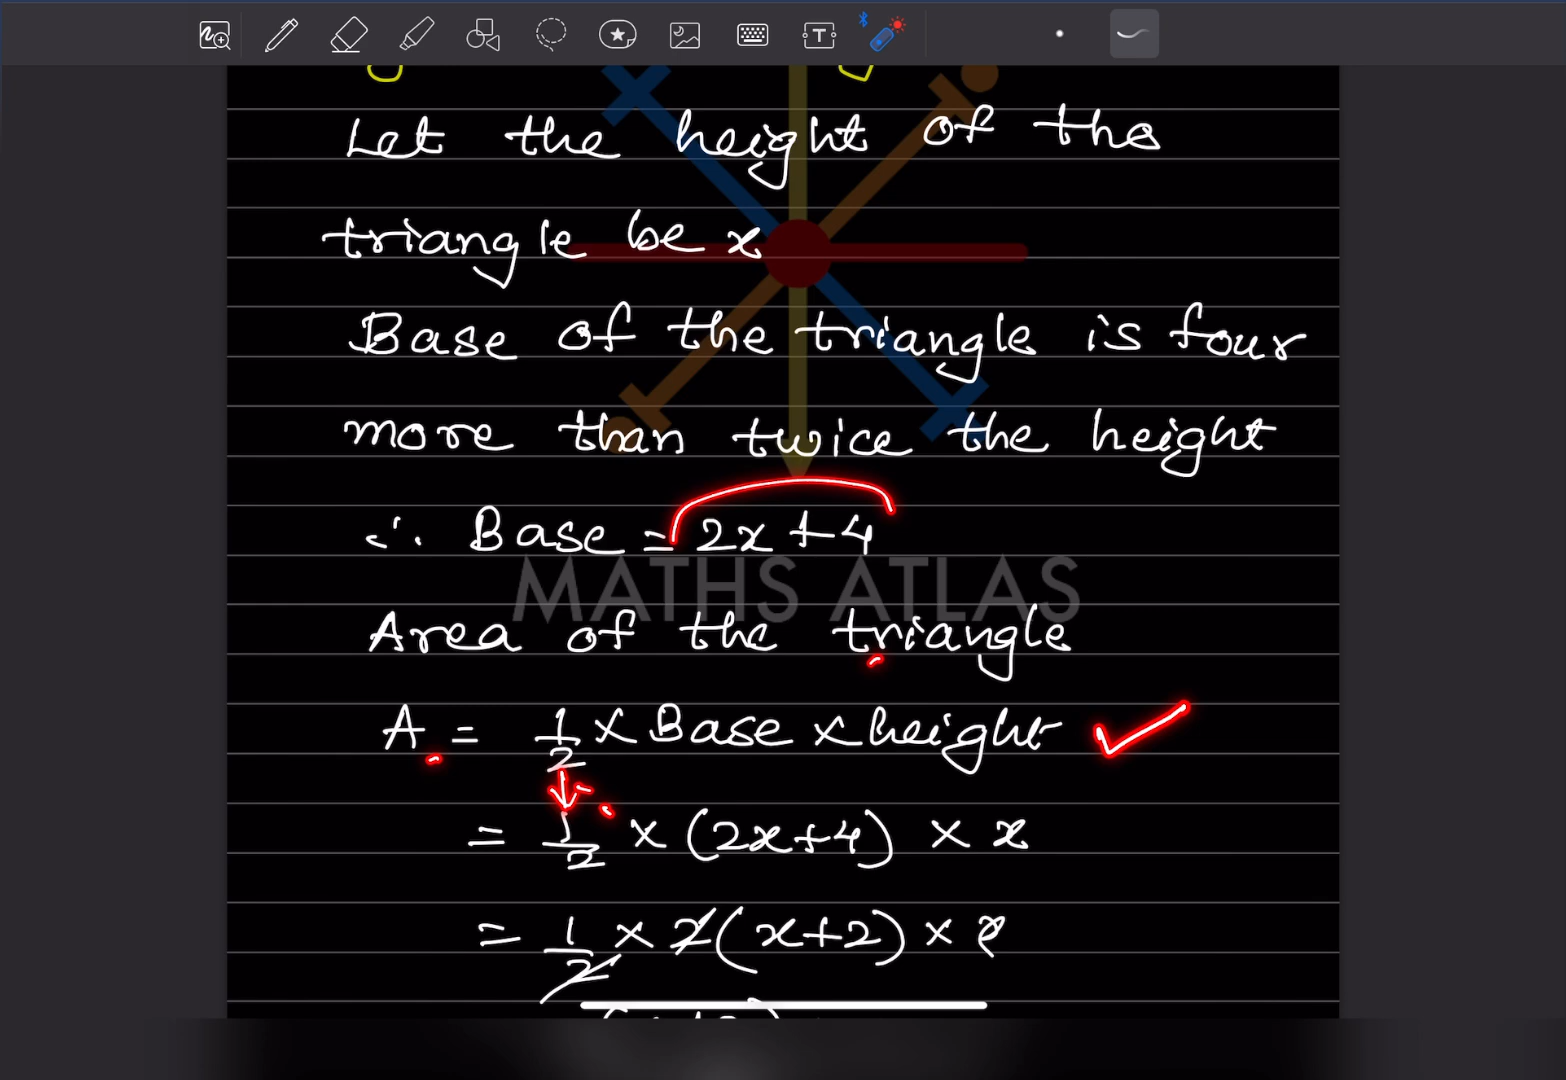 Let the height of the
triangle be x
Base of the triangle is four
more than twice the height
∴ Base = 2x+4
MATHS ATLAS
Area of the triangle
A = 1/2 × Base × height
= 1/2 × (2x+4) × x
= 1/2 × 2(x+2) × x